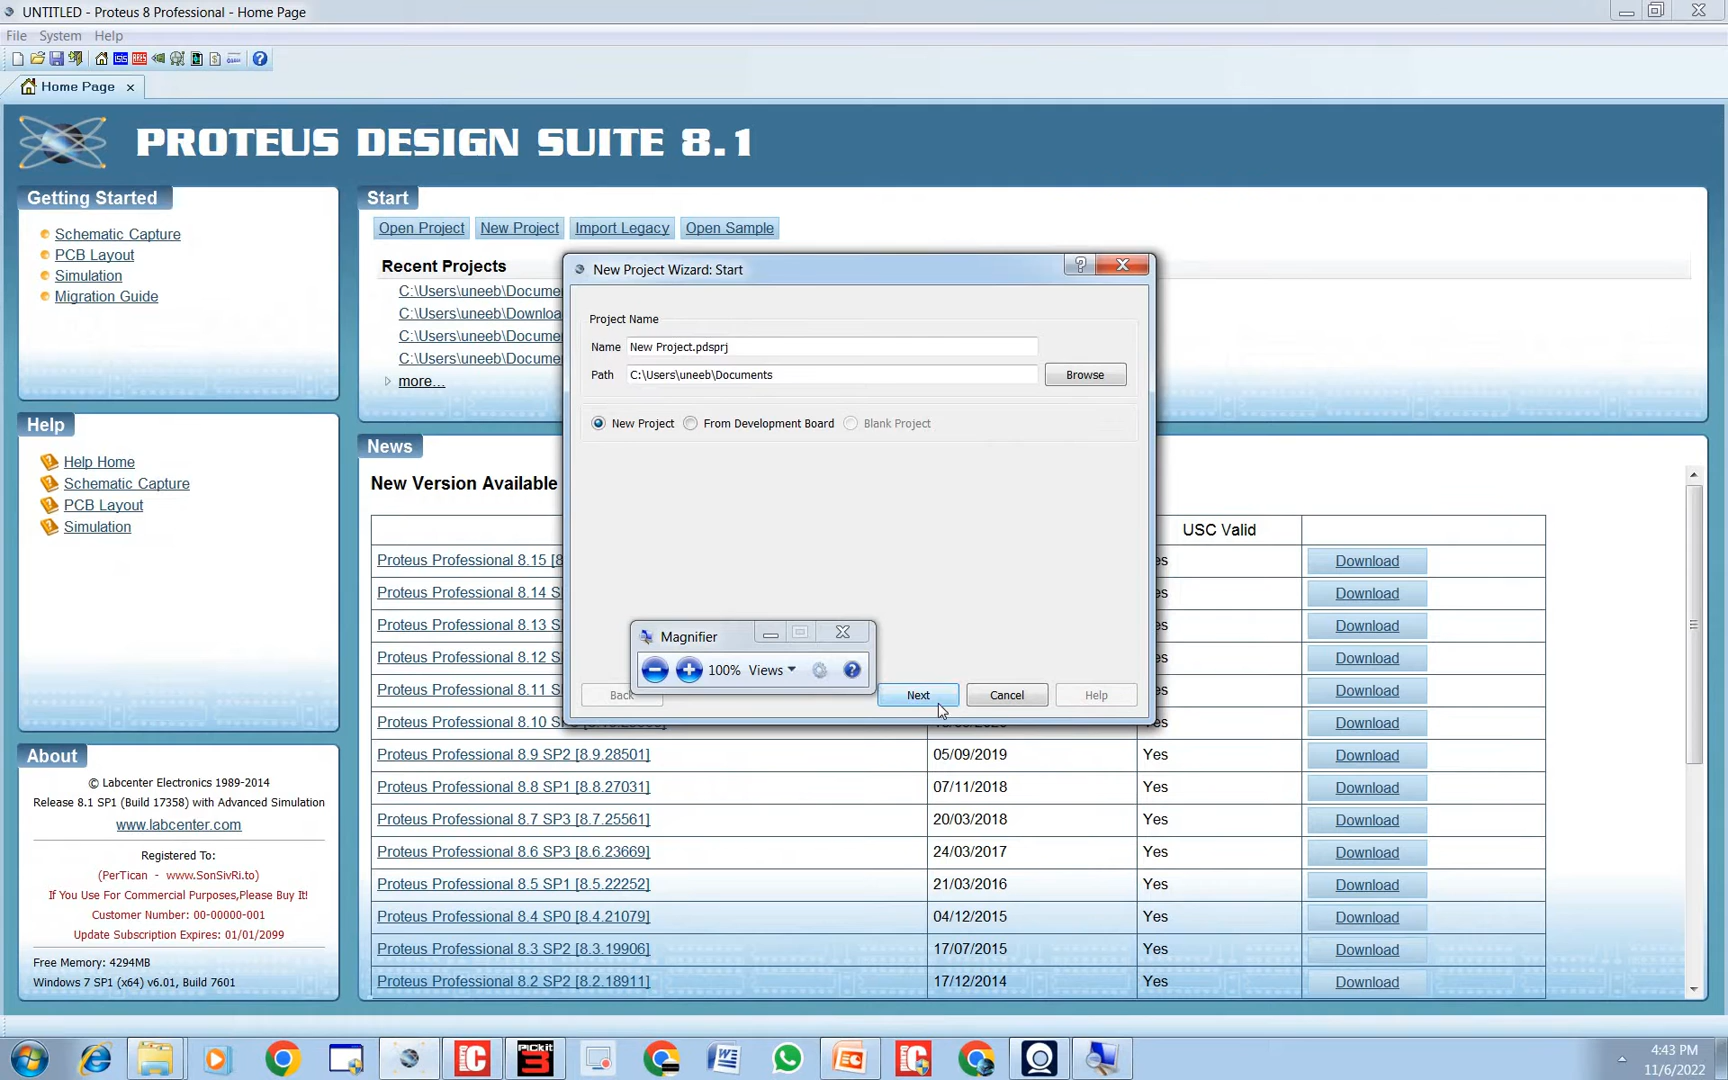 UNTITLED - Proteus 8 Professional - Home Page
File System Help
Home Page
PROTEUS DESIGN SUITE 8.1
Getting Started
Schematic Capture
PCB Layout
Simulation
Migration Guide
Help
Help Home
Schematic Capture
PCB Layout
Simulation
About
© Labcenter Electronics 1989-2014
Release 8.1 SP1 (Build 17358) with Advanced Simulation
www.labcenter.com
Registered To:
(PerTican - www.SonSivRi.to)
If You Use For Commercial Purposes,Please Buy It!
Customer Number: 00-00000-001
Update Subscription Expires: 01/01/2099
Free Memory: 4294MB
Windows 7 SP1 (x64) v6.01, Build 7601
Start
Open Project New Project Import Legacy Open Sample
Recent Projects
C:\Users\uneeb\Docume
C:\Users\uneeb\Downloa
C:\Users\uneeb\Docume
C:\Users\uneeb\Docume
more...
News
New Version Available
USC Valid
Proteus Professional 8.15 [8 es Download
Proteus Professional 8.14 S es Download
Proteus Professional 8.13 S es Download
Proteus Professional 8.12 S es Download
Proteus Professional 8.11 S es Download
Proteus Professional 8.10 Download
Proteus Professional 8.9 SP2 [8.9.28501] 05/09/2019 Yes Download
Proteus Professional 8.8 SP1 [8.8.27031] 07/11/2018 Yes Download
Proteus Professional 8.7 SP3 [8.7.25561] 20/03/2018 Yes Download
Proteus Professional 8.6 SP3 [8.6.23669] 24/03/2017 Yes Download
Proteus Professional 8.5 SP1 [8.5.22252] 21/03/2016 Yes Download
Proteus Professional 8.4 SP0 [8.4.21079] 04/12/2015 Yes Download
Proteus Professional 8.3 SP2 [8.3.19906] 17/07/2015 Yes Download
Proteus Professional 8.2 SP2 [8.2.18911] 17/12/2014 Yes Download
New Project Wizard: Start
Project Name
Name New Project.pdsprj
Path C:\Users\uneeb\Documents Browse
New Project From Development Board Blank Project
Back Next Cancel Help
Magnifier
100% Views
4:43 PM
11/6/2022